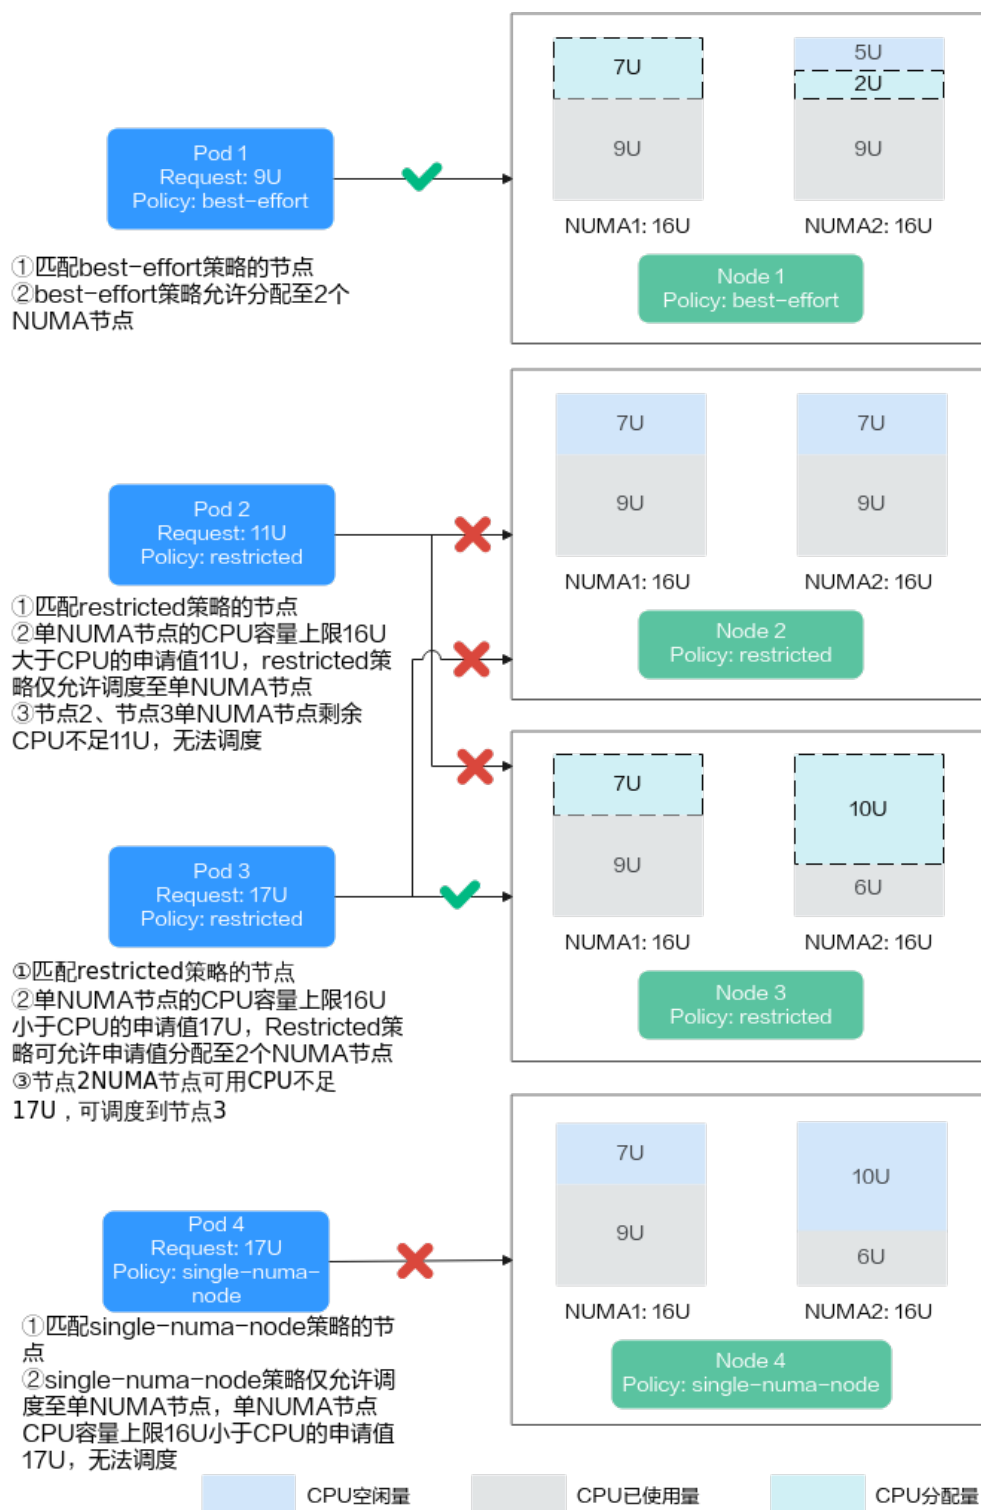 7U
5U
2U
9U
9U
NUMA1: 16U
NUMA2: 16U
Node 1
Policy: best-effort
Pod 1
Request: 9U
Policy: best-effort
①匹配best-effort策略的节点
②best-effort策略允许分配至2个
NUMA节点
7U
7U
9U
9U
NUMA1: 16U
NUMA2: 16U
Node 2
Policy: restricted
Pod 2
Request: 11U
Policy: restricted
①匹配restricted策略的节点
②单NUMA节点的CPU容量上限16U
大于CPU的申请值11U，restricted策
略仅允许调度至单NUMA节点
③节点2、节点3单NUMA节点剩余
CPU不足11U，无法调度
7U
10U
9U
6U
NUMA1: 16U
NUMA2: 16U
Node 3
Policy: restricted
Pod 3
Request: 17U
Policy: restricted
①匹配restricted策略的节点
②单NUMA节点的CPU容量上限16U
小于CPU的申请值17U，Restricted策
略可允许申请值分配至2个NUMA节点
③节点2NUMA节点可用CPU不足
17U，可调度到节点3
7U
10U
9U
6U
NUMA1: 16U
NUMA2: 16U
Node 4
Policy: single-numa-node
Pod 4
Request: 17U
Policy: single-numa-
node
①匹配single-numa-node策略的节
点
②single-numa-node策略仅允许调
度至单NUMA节点，单NUMA节点
CPU容量上限16U小于CPU的申请值
17U，无法调度
CPU空闲量
CPU已使用量
CPU分配量